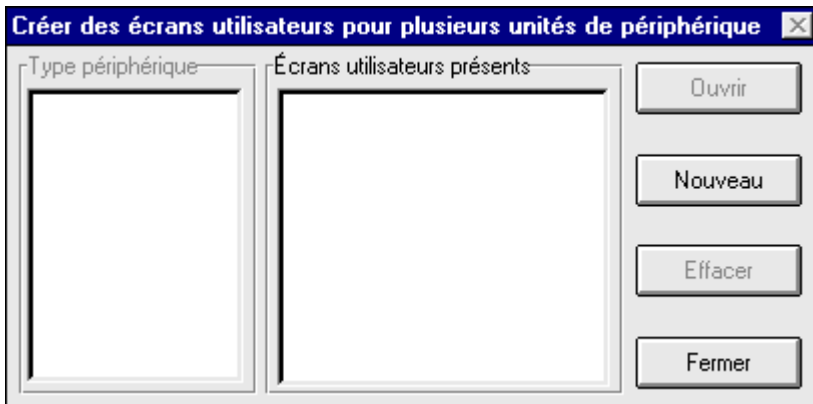 Créer des écrans utilisateurs pour plusieurs unités de périphérique
Type périphérique
Écrans utilisateurs présents
Ouvrir
Nouveau
Effacer
Fermer